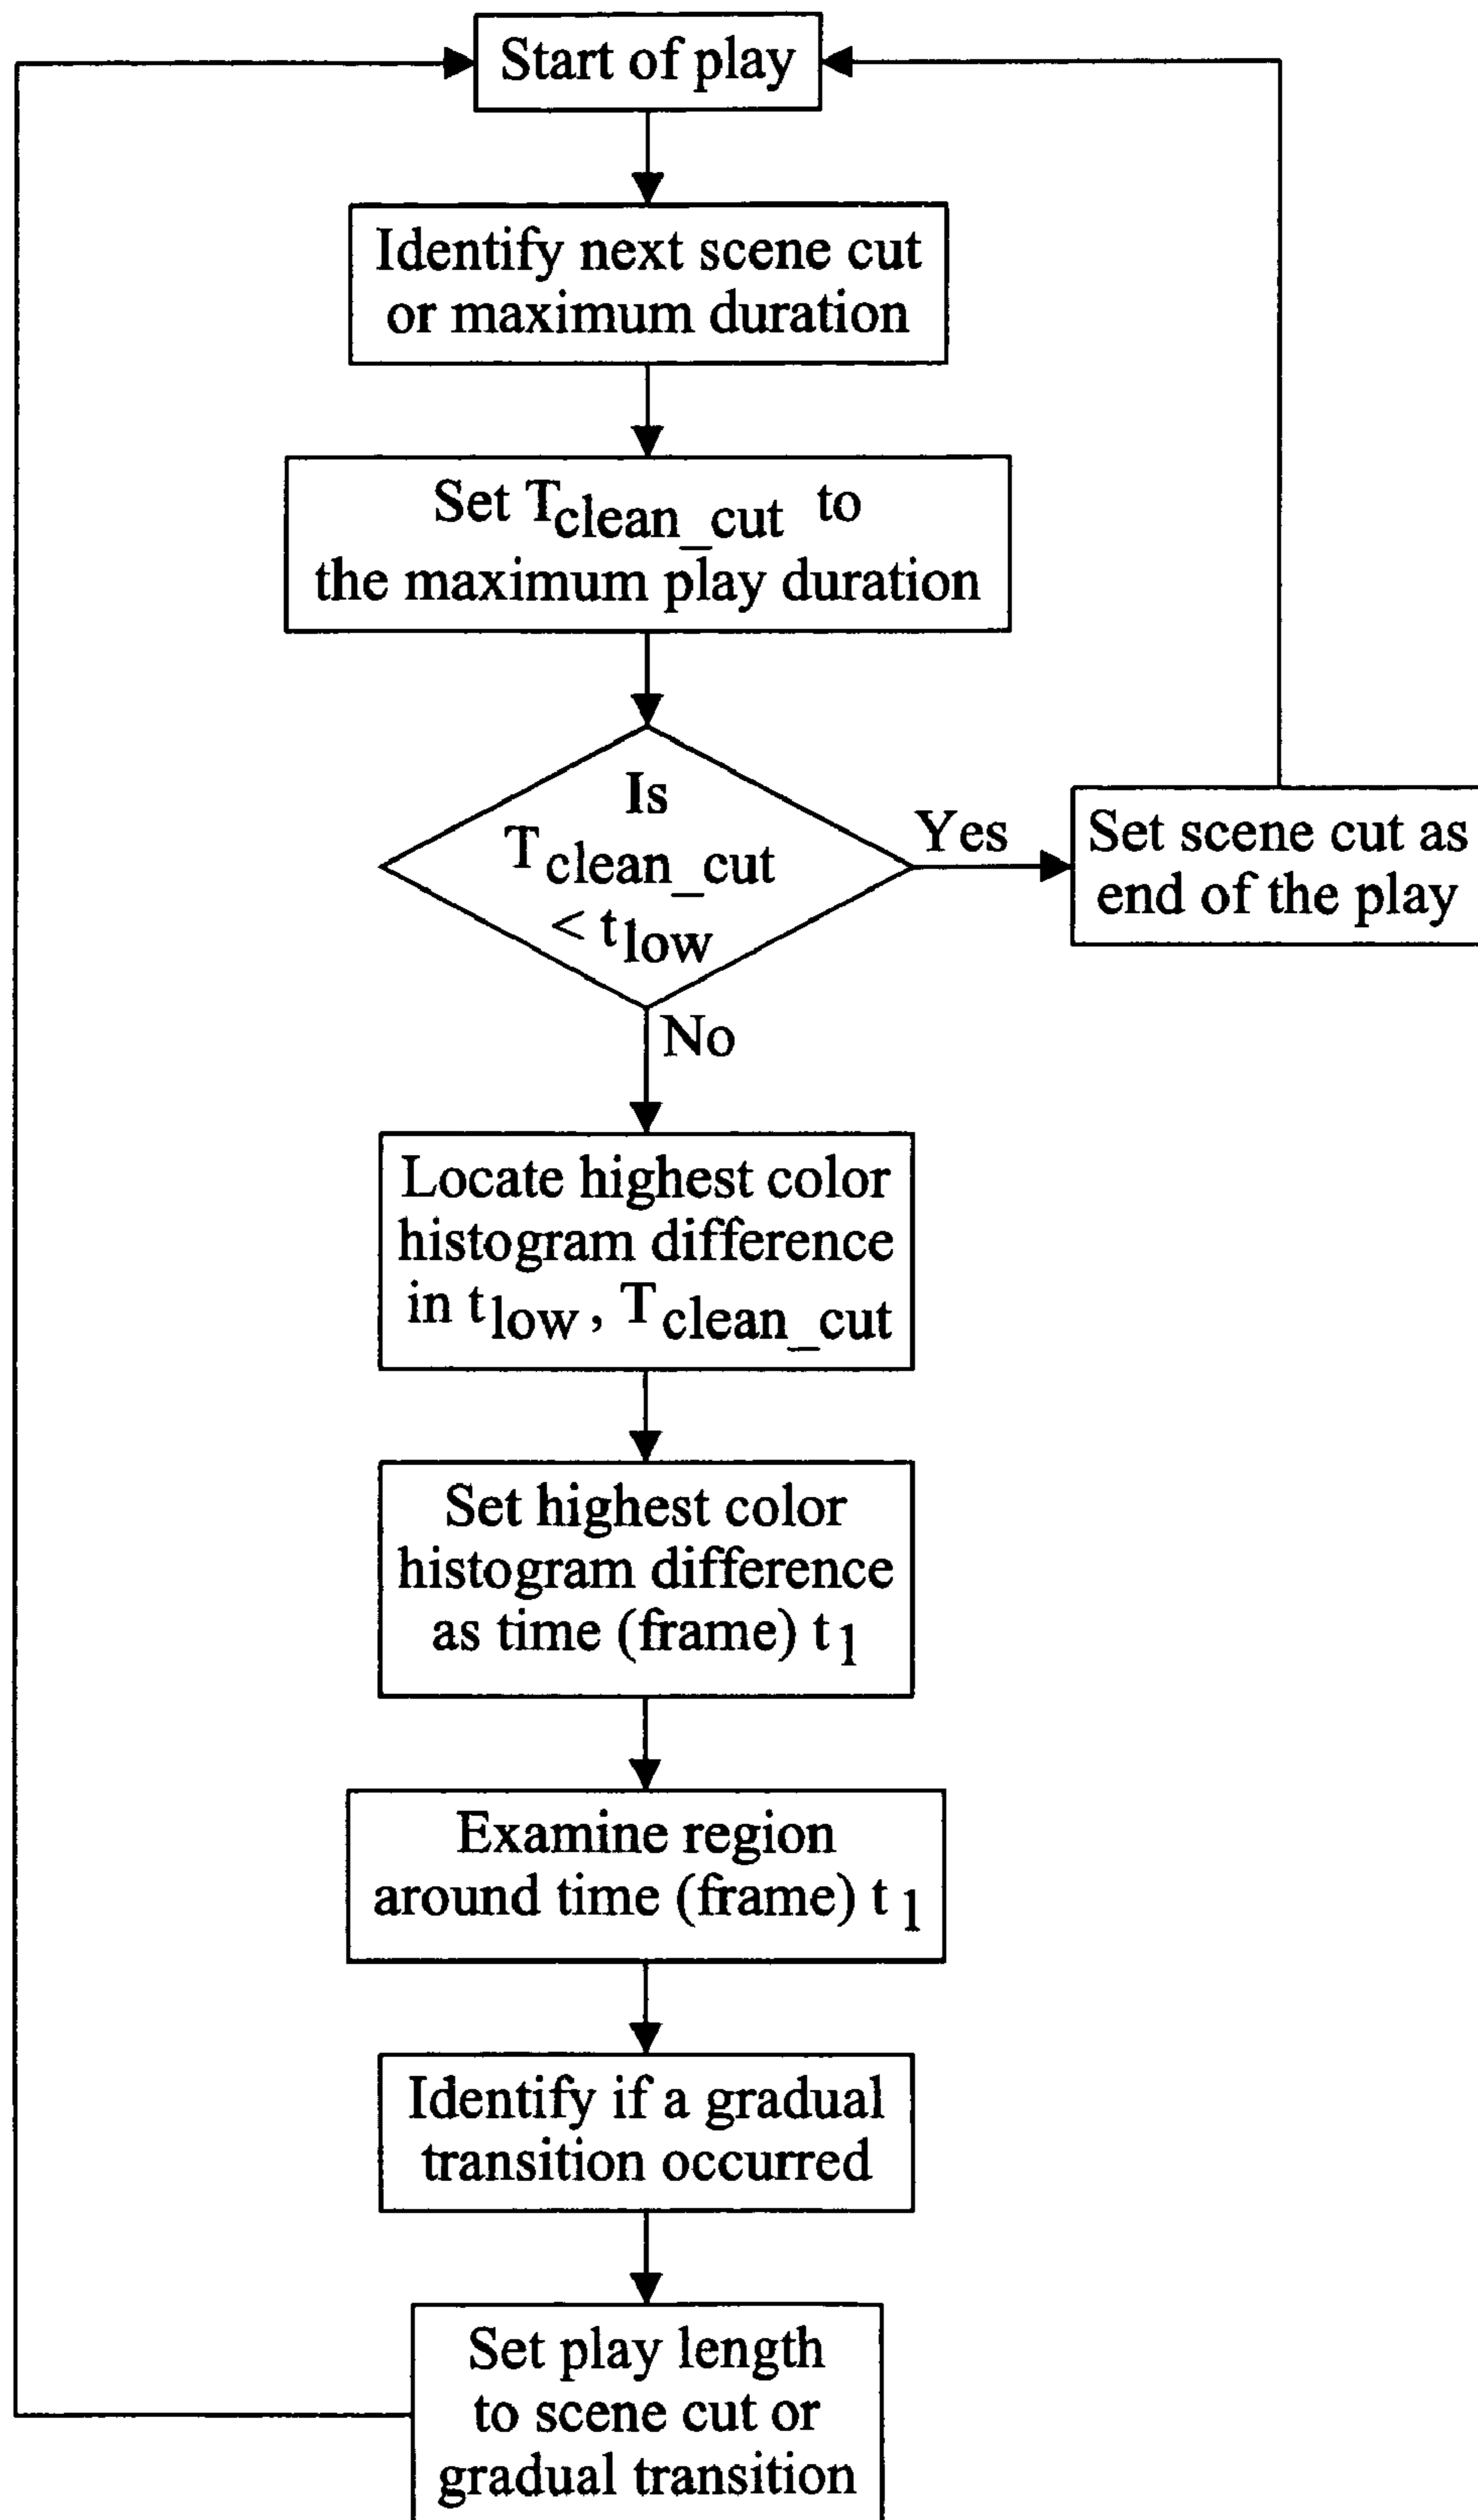 Start of play
Identify next scene cut
or maximum duration
Set Tclean_cut to
the maximum play duration
Is
Tclean_cut
< tlow
Yes
Set scene cut as
end of the play
No
Locate highest color
histogram difference
in tlow, Tclean_cut
Set highest color
histogram difference
as time (frame) t1
Examine region
around time (frame) t1
Identify if a gradual
transition occurred
Set play length
to scene cut or
gradual transition